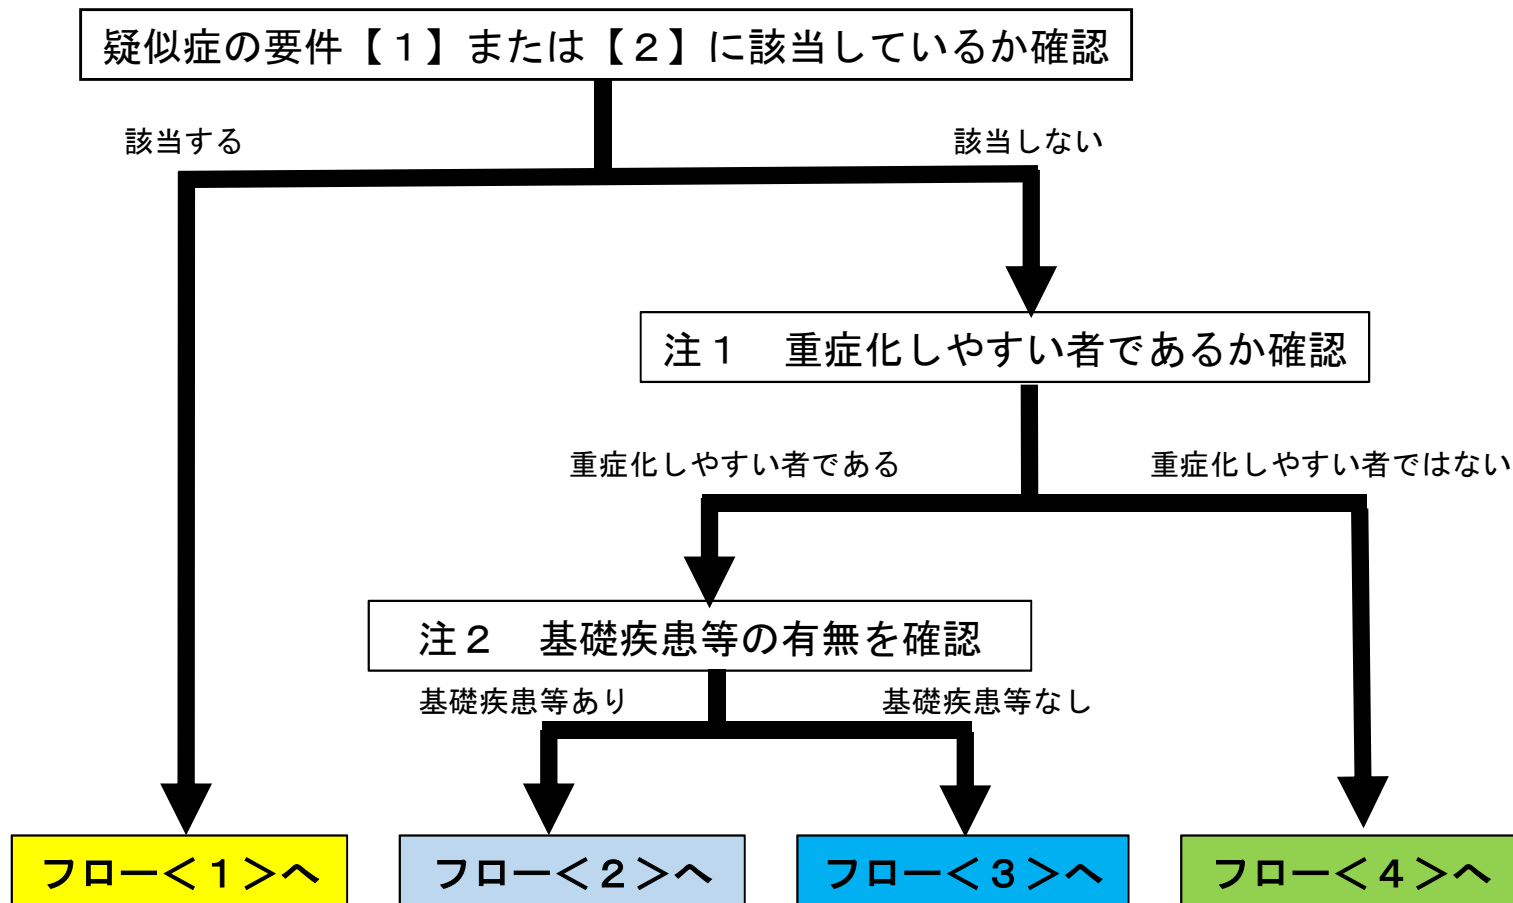 疑似症の要件【１】または【２】に該当しているか確認
該当する
該当しない
注１　重症化しやすい者であるか確認
重症化しやすい者である
重症化しやすい者ではない
注２　基礎疾患等の有無を確認
基礎疾患等あり
基礎疾患等なし
フロー＜１＞へ
フロー＜２＞へ
フロー＜３＞へ
フロー＜４＞へ